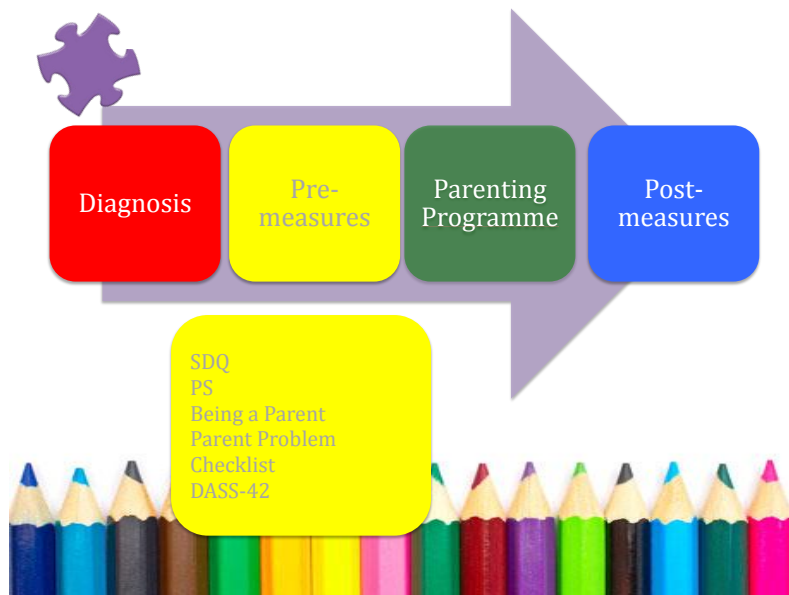 Diagnosis
Pre-
measures
Parenting
Programme
Post-
measures
SDQ
PS
Being a Parent
Parent Problem
Checklist
DASS-42